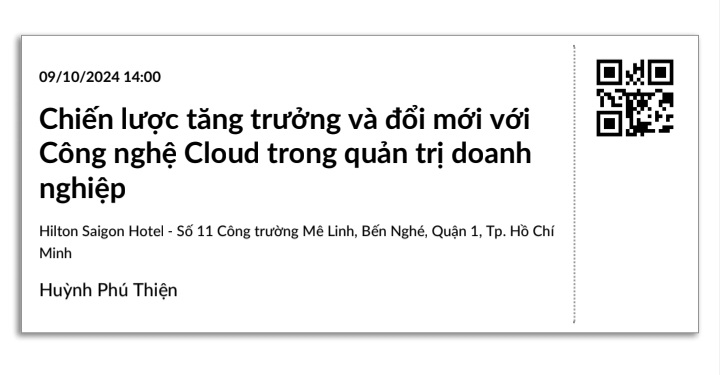 09/10/2024 14:00
Chiến lược tăng trưởng và đổi mới với
Công nghệ Cloud trong quản trị doanh
nghiệp
Hilton Saigon Hotel - Số 11 Công trường Mê Linh, Bến Nghé, Quận 1, Tp. Hồ Chí
Minh
Huỳnh Phú Thiện